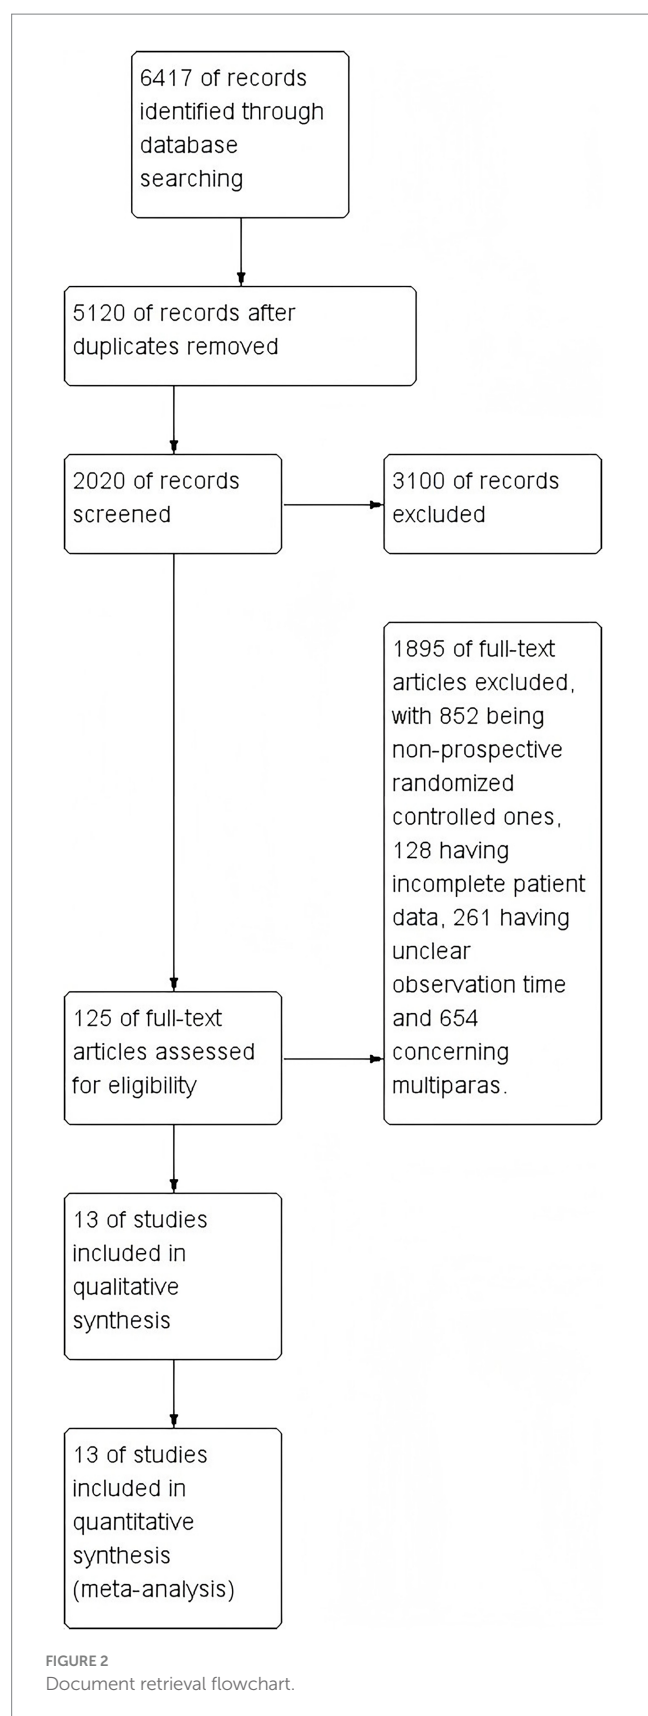 6417 of records
identified through
database
searching
5120 of records after
duplicates removed
2020 of records
screened
3100 of records
excluded
1895 of full-text
articles excluded,
with 852 being
non-prospective
randomized
controlled ones,
128 having
incomplete patient
data, 261 having
unclear
observation time
and 654
concerning
multiparas.
125 of full-text
articles assessed
for eligibility
13 of studies
included in
qualitative
synthesis
13 of studies
included in
quantitative
synthesis
(meta-analysis)
FIGURE 2
Document retrieval flowchart.